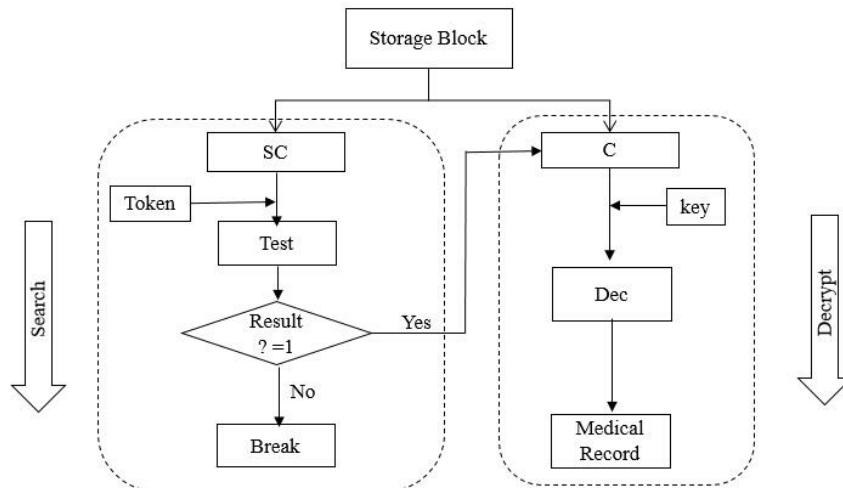 Storage Block
SC
C
Token
key
Test
Dec
Search
Decrypt
Result
? =1
Yes
No
Break
Medical
Record